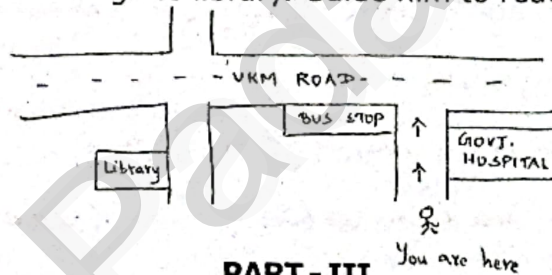 - UKM ROAD -
BUS STOP
GOVT.
HOSPITAL
Library
You are here
PART - III